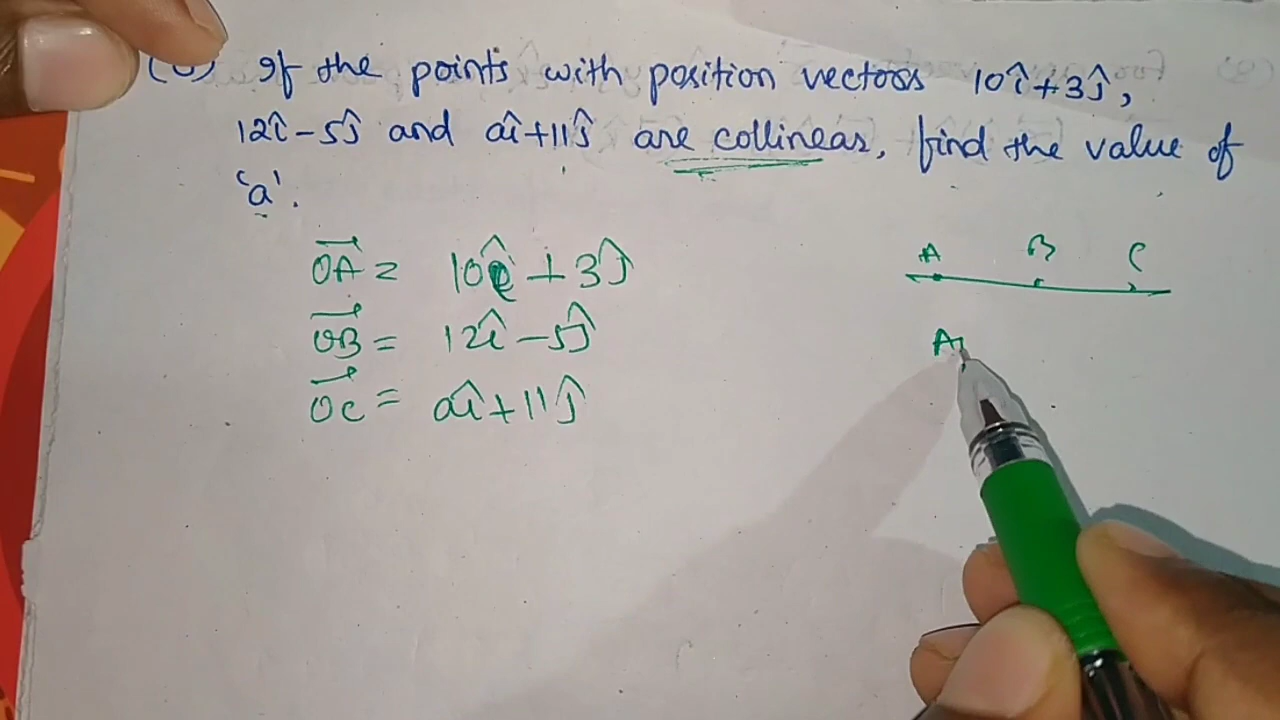 If the points with position vectors 10î+3ĵ,
12î-5ĵ and aî+11ĵ are collinear, find the value of
'a'.
A B C
OA⃗ = 10î + 3ĵ
OB⃗ = 12î - 5ĵ
OC⃗ = aî + 11ĵ